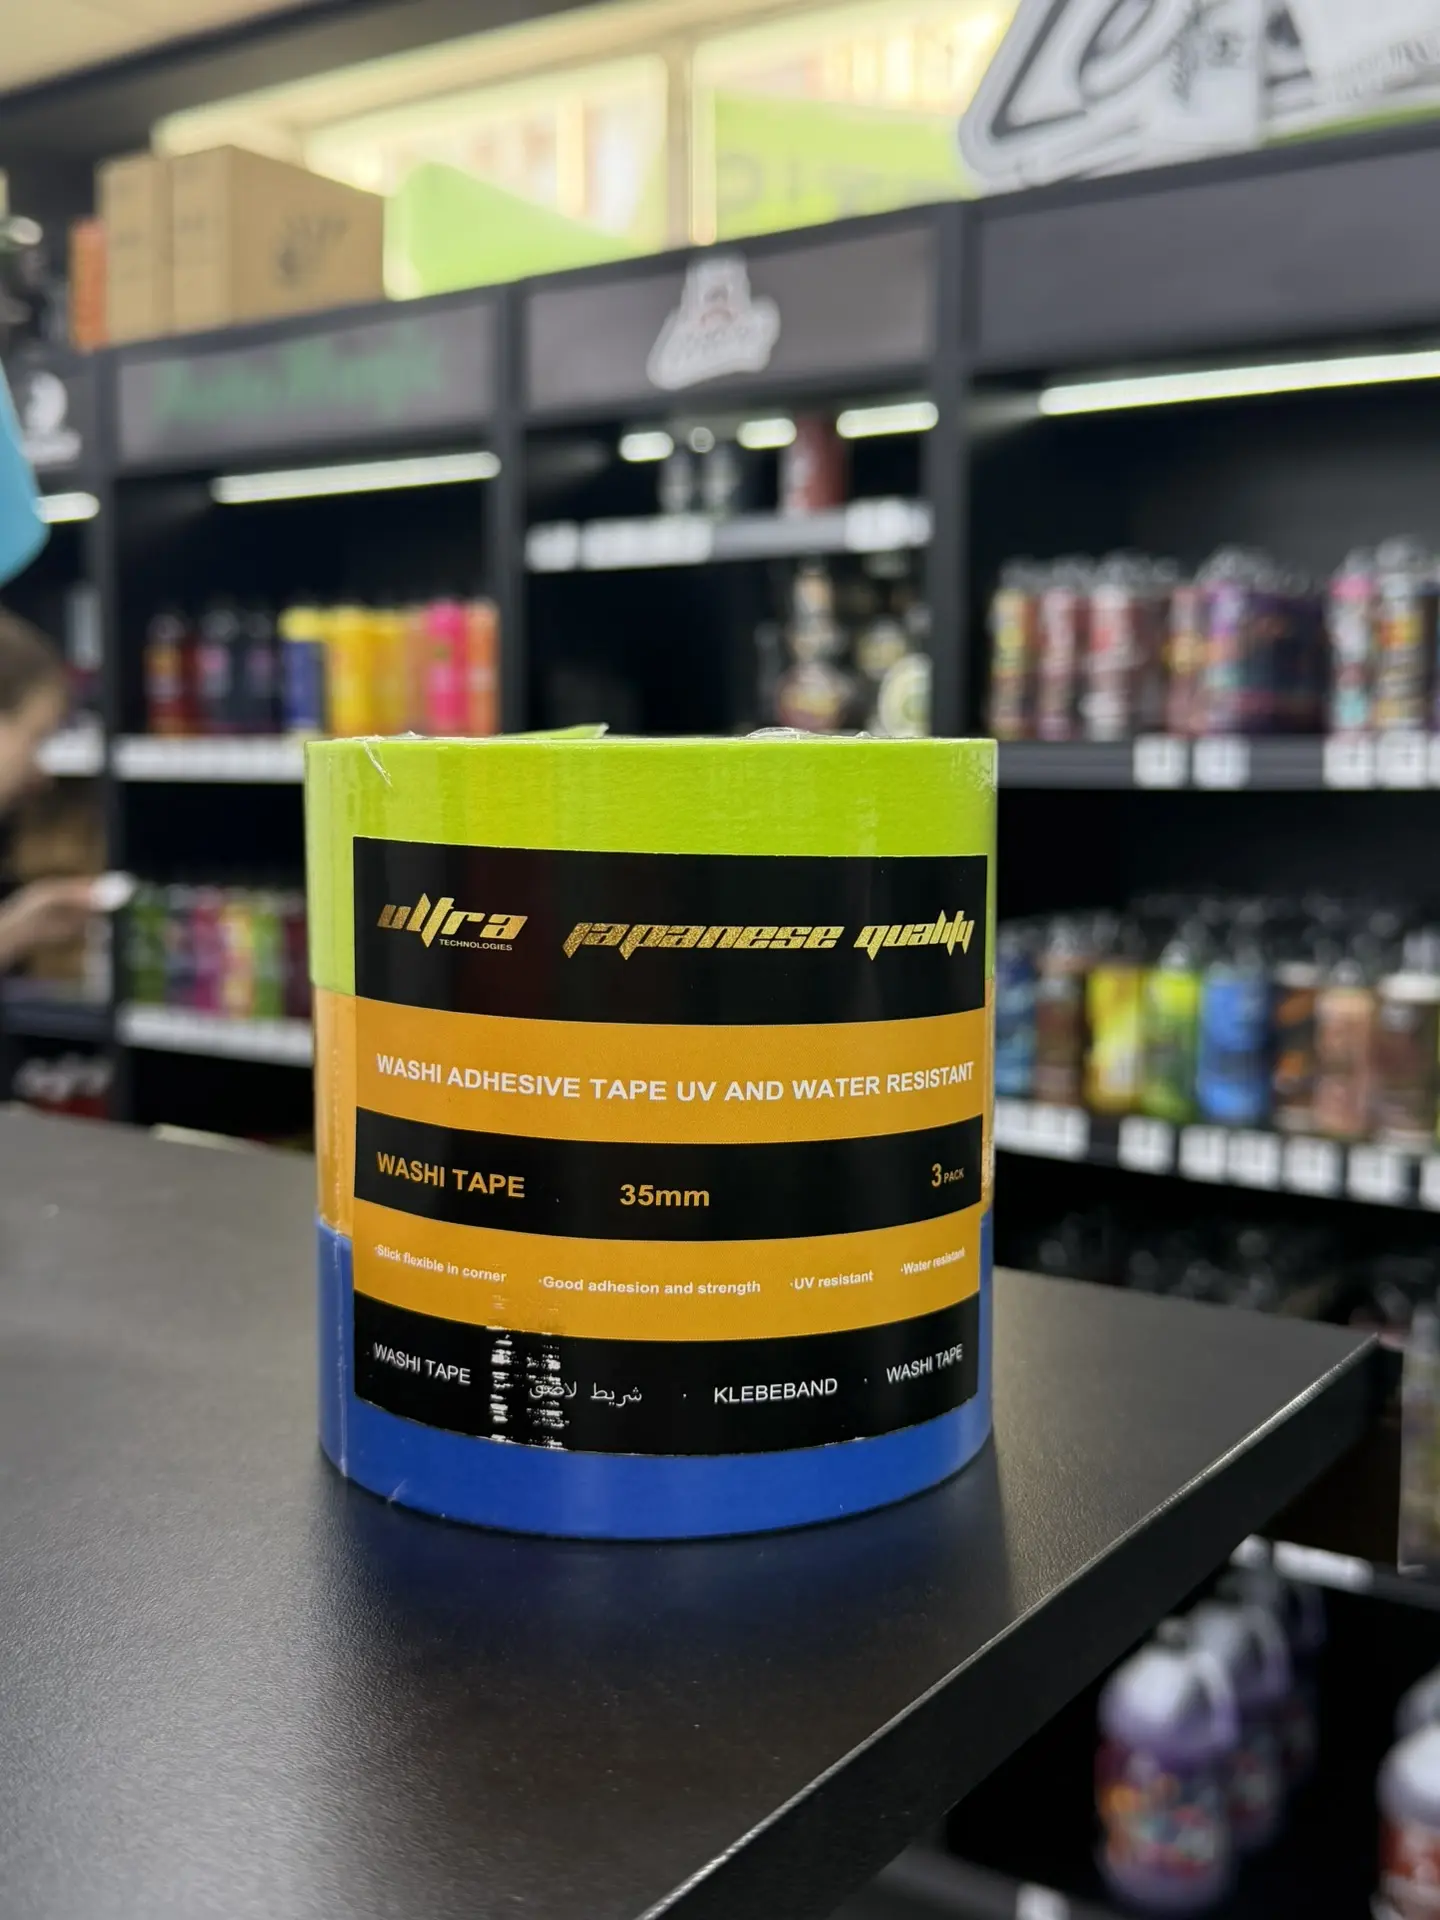 ultra japanese quality
TECHNOLOGIES
WASHI ADHESIVE TAPE UV AND WATER RESISTANT
WASHI TAPE 35mm 3 PACK
·Stick flexible in corner ·Good adhesion and strength ·UV resistant ·Water resistant
WASHI TAPE شريط لاصق · KLEBEBAND · WASHI TAPE